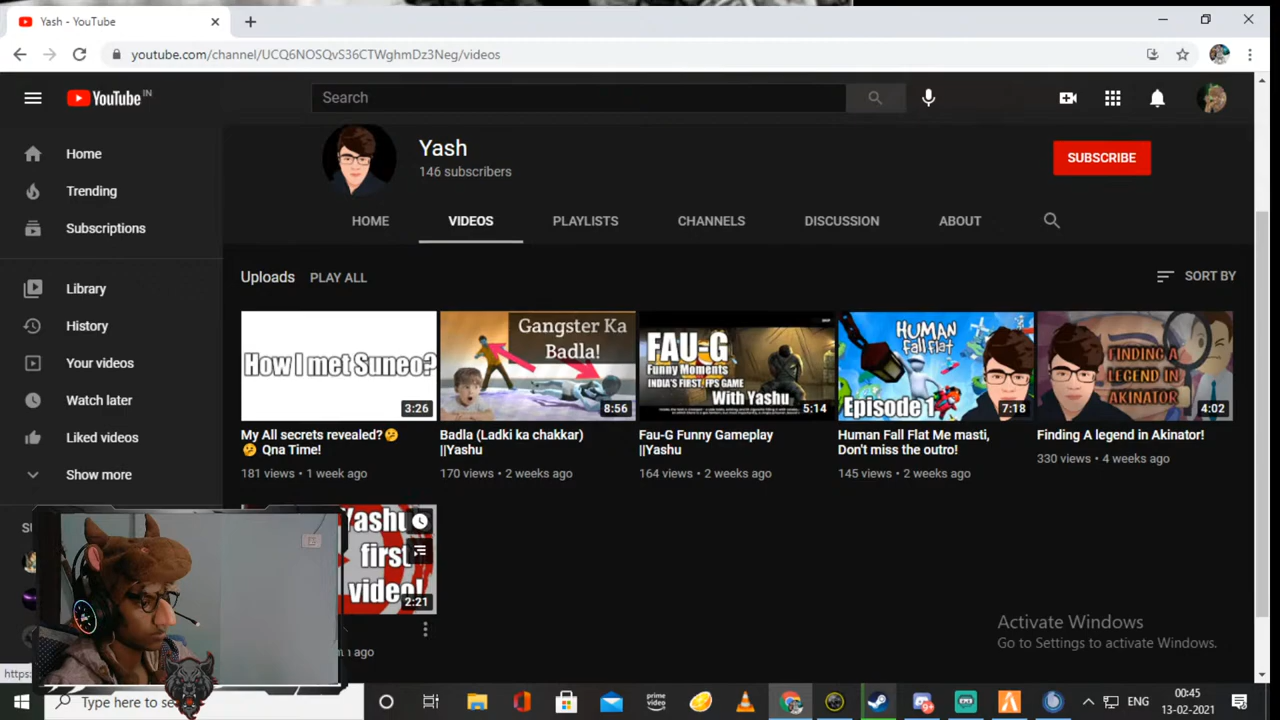 Yash - YouTube
youtube.com/channel/UCQ6NOSQvS36CTWghmDz3Neg/videos
YouTube IN
Search
Home
Trending
Subscriptions
Library
History
Your videos
Watch later
Liked videos
Show more
Yash
146 subscribers
SUBSCRIBE
HOME
VIDEOS
PLAYLISTS
CHANNELS
DISCUSSION
ABOUT
Uploads PLAY ALL
SORT BY
How I met Suneo?
3:26
My All secrets revealed?🤔
🤔 Qna Time!
181 views • 1 week ago
Gangster Ka
Badla!
8:56
Badla (Ladki ka chakkar)
||Yashu
170 views • 2 weeks ago
FAU-G
Funny Moments
INDIA'S FIRST, FPS GAME
With Yashu
5:14
Fau-G Funny Gameplay
||Yashu
164 views • 2 weeks ago
HUMAN
fall flat
Episode 1
7:18
Human Fall Flat Me masti,
Don't miss the outro!
145 views • 2 weeks ago
FINDING A
LEGEND IN
AKINATOR
4:02
Finding A legend in Akinator!
330 views • 4 weeks ago
Yashu
first
video!
2:21
ago
https:
Activate Windows
Go to Settings to activate Windows.
Type here to se
prime
video
ENG
00:45
13-02-2021